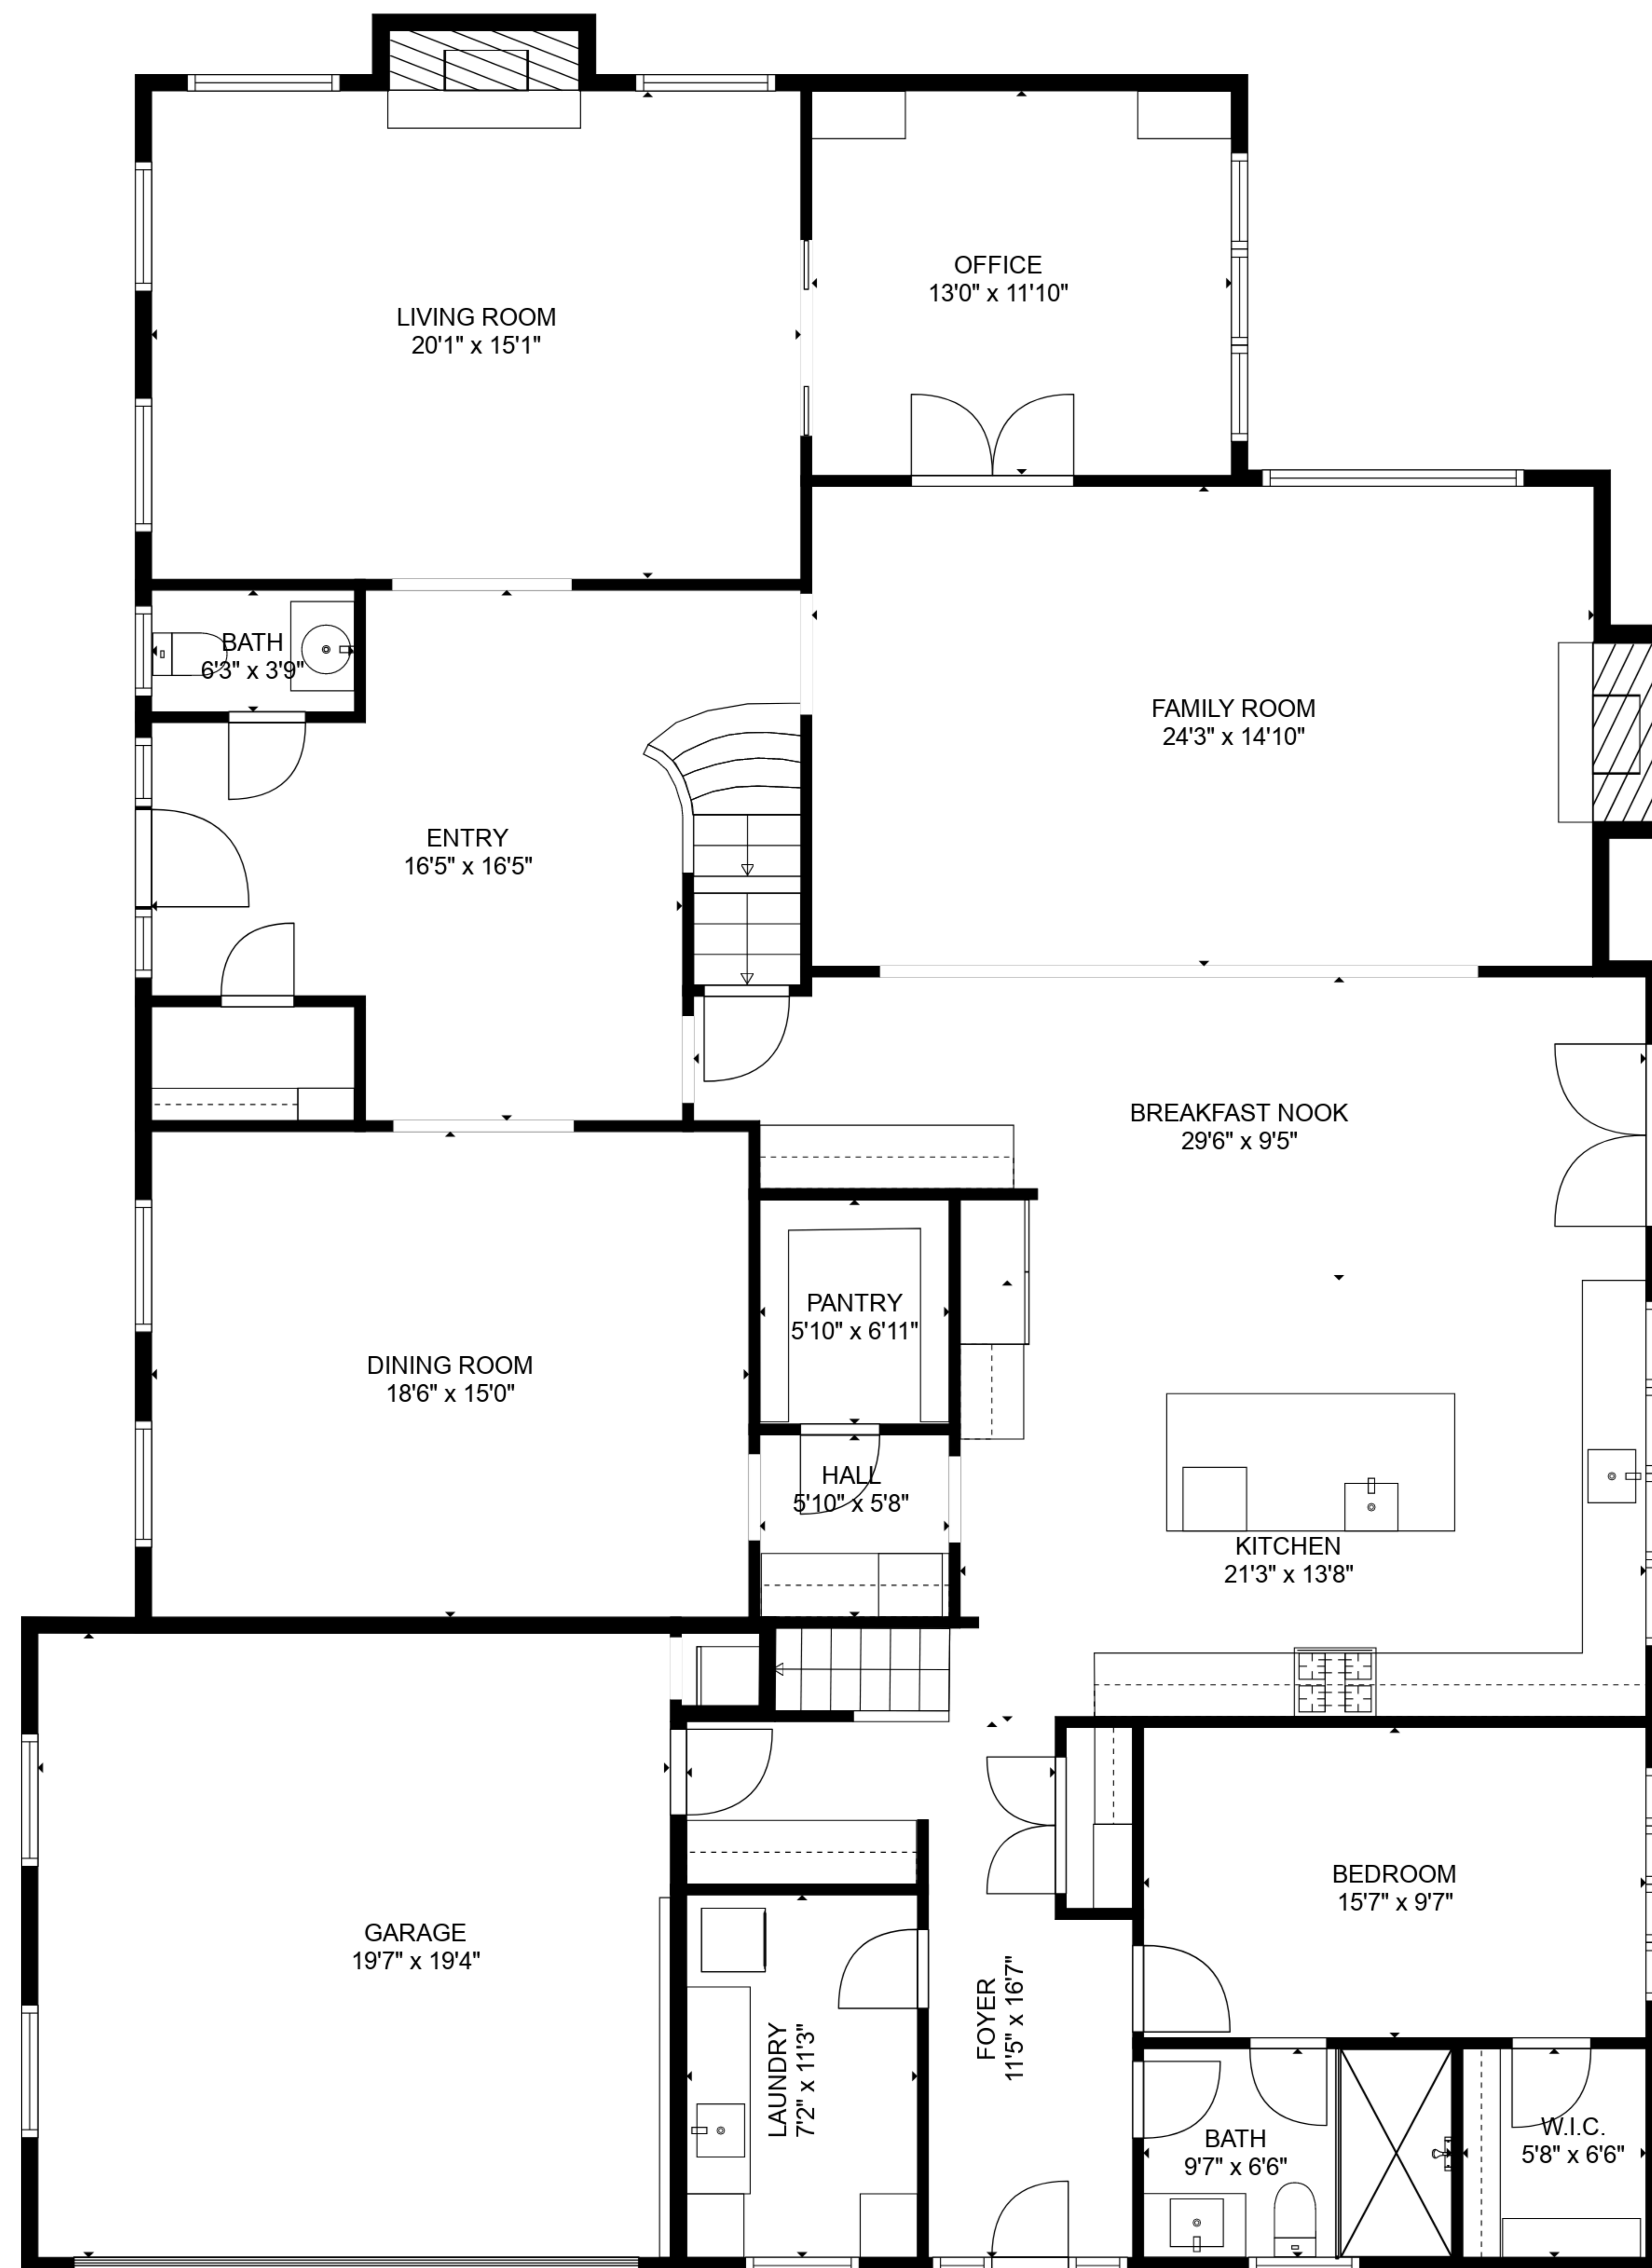 OFFICE
13'0" x 11'10"
LIVING ROOM
20'1" x 15'1"
BATH
6'3" x 3'9"
FAMILY ROOM
24'3" x 14'10"
ENTRY
16'5" x 16'5"
BREAKFAST NOOK
29'6" x 9'5"
PANTRY
5'10" x 6'11"
DINING ROOM
18'6" x 15'0"
HALL
5'10" x 5'8"
KITCHEN
21'3" x 13'8"
BEDROOM
15'7" x 9'7"
GARAGE
19'7" x 19'4"
FOYER
11'5" x 16'7"
LAUNDRY
7'2" x 11'3"
BATH
9'7" x 6'6"
W.I.C.
5'8" x 6'6"